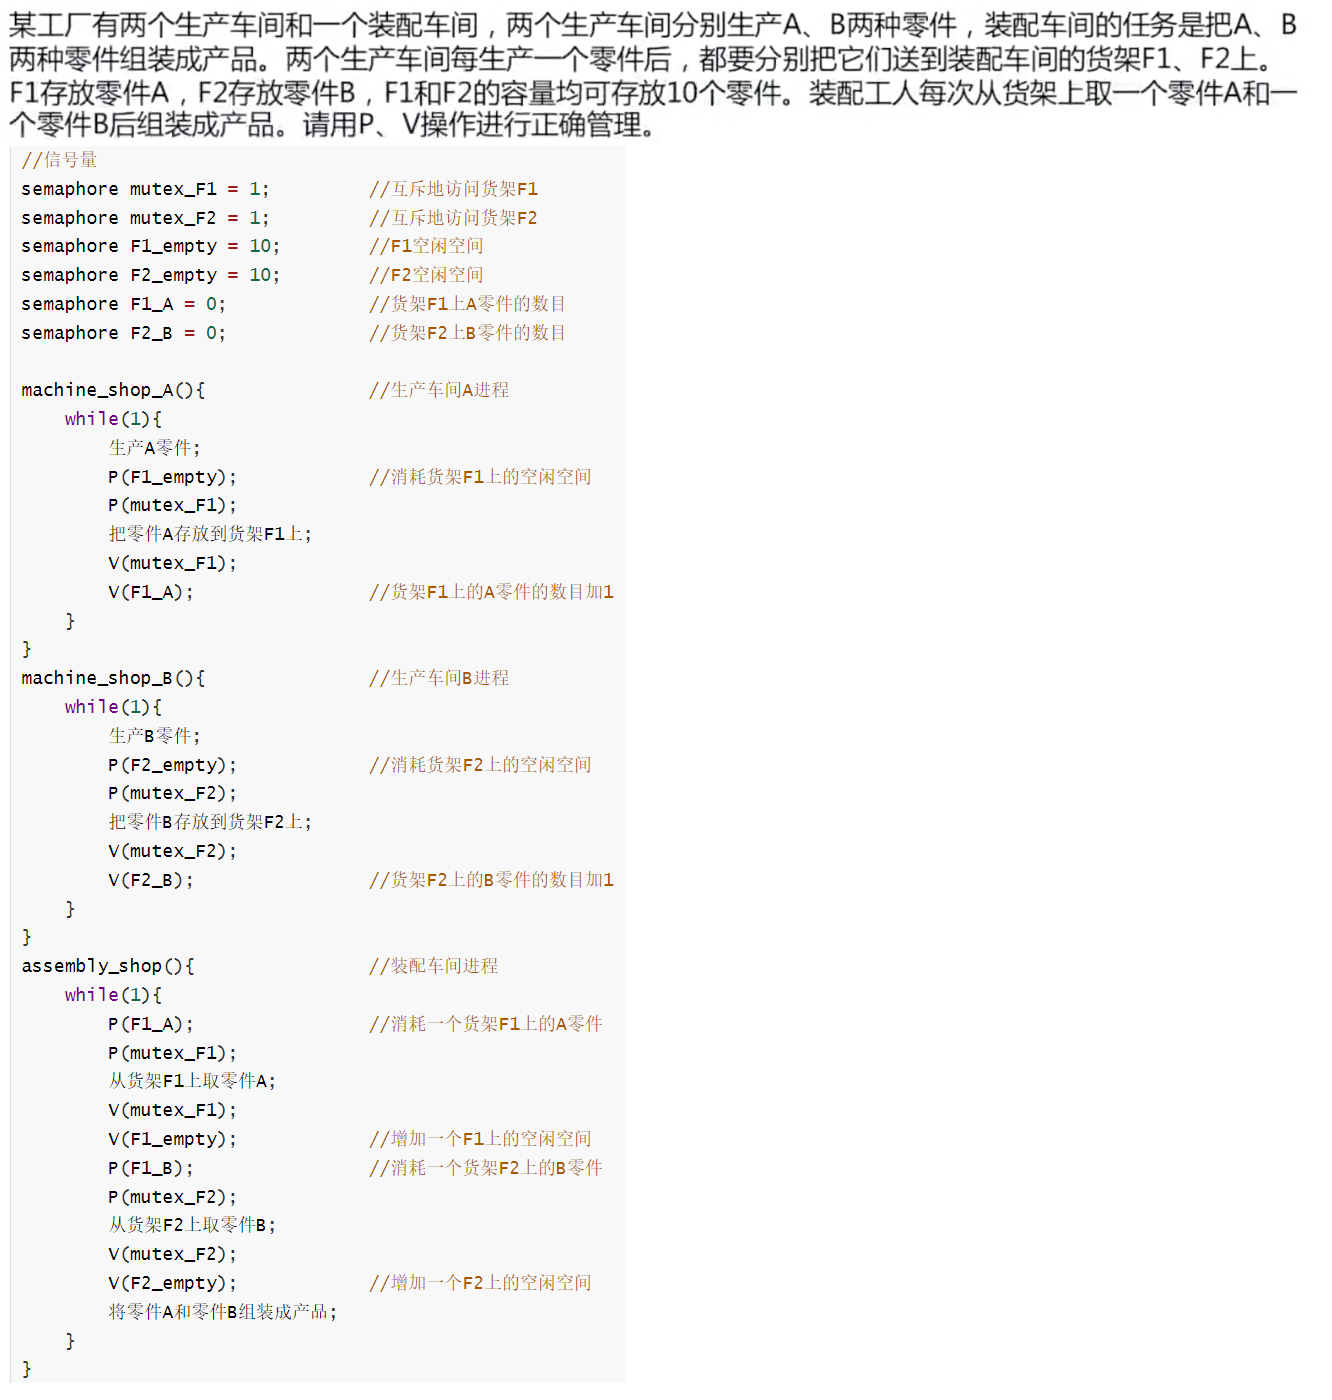 某工厂有两个生产车间和一个装配车间，两个生产车间分别生产A、B两种零件，装配车间的任务是把A、B
两种零件组装成产品。两个生产车间每生产一个零件后，都要分别把它们送到装配车间的货架F1、F2上。
F1存放零件A，F2存放零件B，F1和F2的容量均可存放10个零件。装配工人每次从货架上取一个零件A和一
个零件B后组装成产品。请用P、V操作进行正确管理。
//信号量
semaphore mutex_F1 = 1; //互斥地访问货架F1
semaphore mutex_F2 = 1; //互斥地访问货架F2
semaphore F1_empty = 10; //F1空闲空间
semaphore F2_empty = 10; //F2空闲空间
semaphore F1_A = 0; //货架F1上A零件的数目
semaphore F2_B = 0; //货架F2上B零件的数目
machine_shop_A(){ //生产车间A进程
while(1){
生产A零件;
P(F1_empty); //消耗货架F1上的空闲空间
P(mutex_F1);
把零件A存放到货架F1上;
V(mutex_F1);
V(F1_A); //货架F1上的A零件的数目加1
}
}
machine_shop_B(){ //生产车间B进程
while(1){
生产B零件;
P(F2_empty); //消耗货架F2上的空闲空间
P(mutex_F2);
把零件B存放到货架F2上;
V(mutex_F2);
V(F2_B); //货架F2上的B零件的数目加1
}
}
assembly_shop(){ //装配车间进程
while(1){
P(F1_A); //消耗一个货架F1上的A零件
P(mutex_F1);
从货架F1上取零件A;
V(mutex_F1);
V(F1_empty); //增加一个F1上的空闲空间
P(F1_B); //消耗一个货架F2上的B零件
P(mutex_F2);
从货架F2上取零件B;
V(mutex_F2);
V(F2_empty); //增加一个F2上的空闲空间
将零件A和零件B组装成产品;
}
}